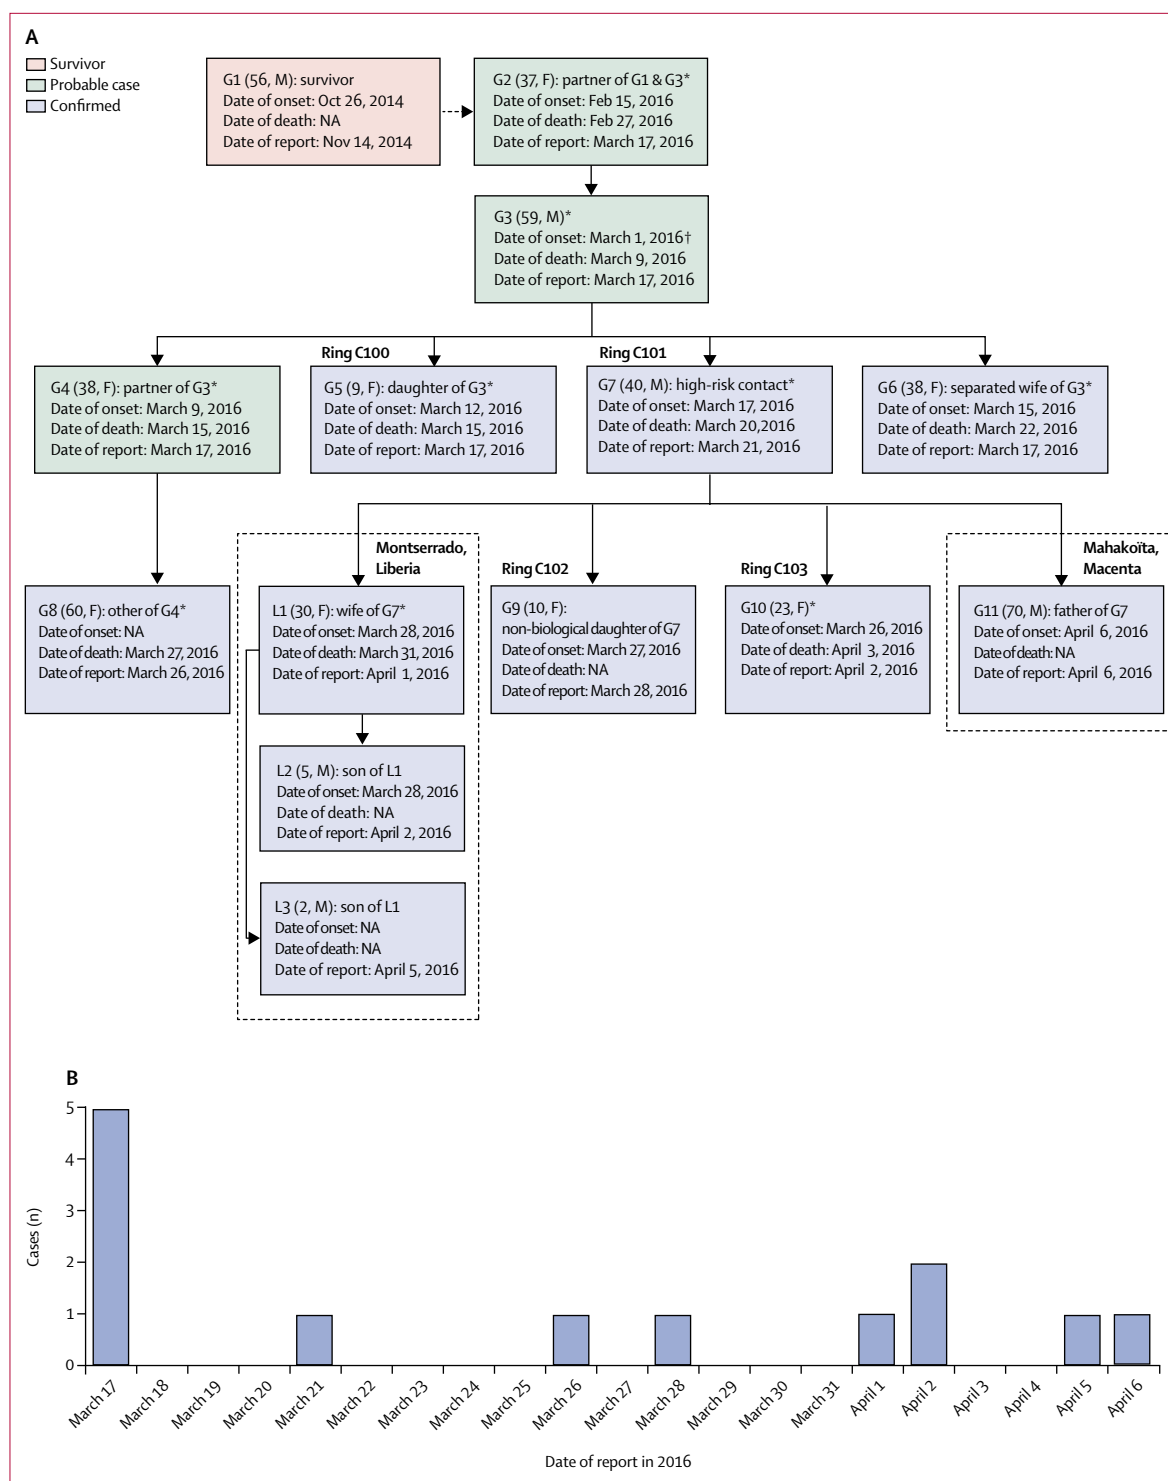 A
Survivor
Probable case
Confirmed
G1 (56, M): survivor
Date of onset: Oct 26, 2014
Date of death: NA
Date of report: Nov 14, 2014
G2 (37, F): partner of G1 & G3*
Date of onset: Feb 15, 2016
Date of death: Feb 27, 2016
Date of report: March 17, 2016
G3 (59, M)*
Date of onset: March 1, 2016†
Date of death: March 9, 2016
Date of report: March 17, 2016
Ring C100
Ring C101
G4 (38, F): partner of G3*
Date of onset: March 9, 2016
Date of death: March 15, 2016
Date of report: March 17, 2016
G5 (9, F): daughter of G3*
Date of onset: March 12, 2016
Date of death: March 15, 2016
Date of report: March 17, 2016
G7 (40, M): high-risk contact*
Date of onset: March 17, 2016
Date of death: March 20,2016
Date of report: March 21, 2016
G6 (38, F): separated wife of G3*
Date of onset: March 15, 2016
Date of death: March 22, 2016
Date of report: March 17, 2016
Montserrado,
Liberia
Ring C102
Ring C103
Mahakoïta,
Macenta
G8 (60, F): other of G4*
Date of onset: NA
Date of death: March 27, 2016
Date of report: March 26, 2016
L1 (30, F): wife of G7*
Date of onset: March 28, 2016
Date of death: March 31, 2016
Date of report: April 1, 2016
G9 (10, F):
non-biological daughter of G7
Date of onset: March 27, 2016
Date of death: NA
Date of report: March 28, 2016
G10 (23, F)*
Date of onset: March 26, 2016
Date of death: April 3, 2016
Date of report: April 2, 2016
G11 (70, M): father of G7
Date of onset: April 6, 2016
Date of death: NA
Date of report: April 6, 2016
L2 (5, M): son of L1
Date of onset: March 28, 2016
Date of death: NA
Date of report: April 2, 2016
L3 (2, M): son of L1
Date of onset: NA
Date of death: NA
Date of report: April 5, 2016
B
5
4
3
2
1
0
Cases (n)
March 17
March 18
March 19
March 20
March 21
March 22
March 23
March 24
March 25
March 26
March 27
March 28
March 29
March 30
March 31
April 1
April 2
April 3
April 4
April 5
April 6
Date of report in 2016